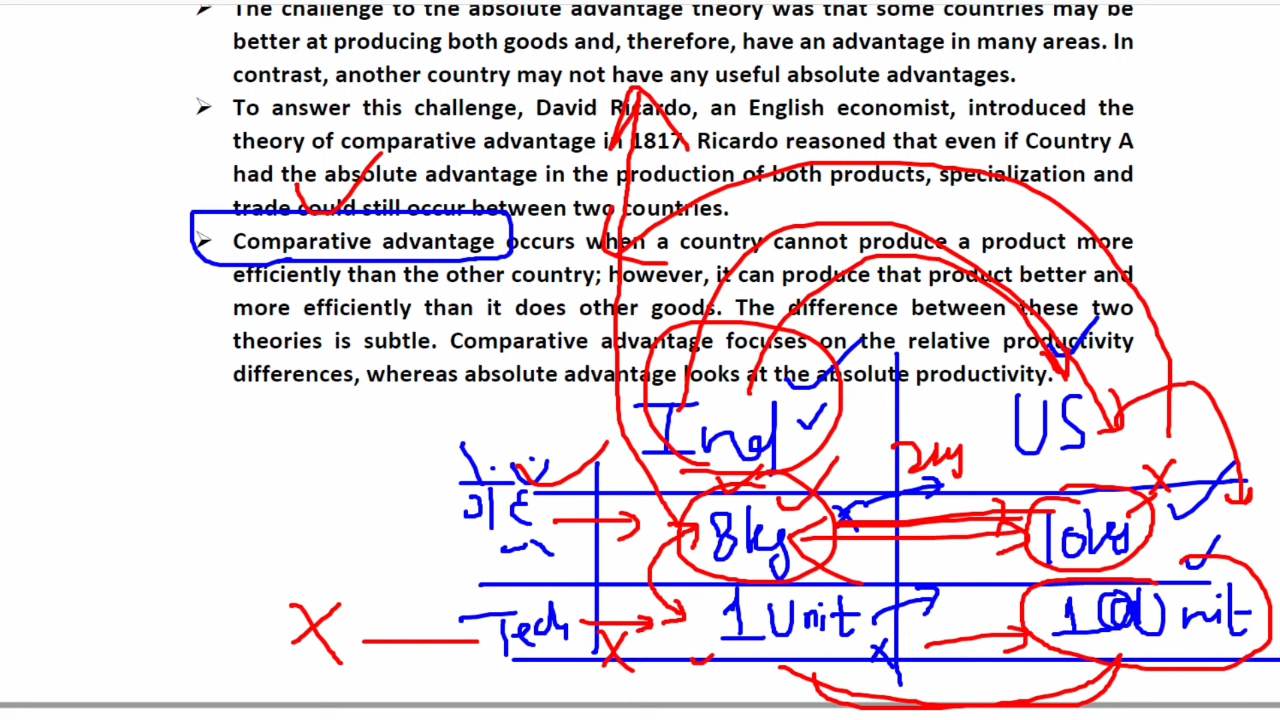 The challenge to the absolute advantage theory was that some countries may be
better at producing both goods and, therefore, have an advantage in many areas. In
contrast, another country may not have any useful absolute advantages.
➢ To answer this challenge, David Ricardo, an English economist, introduced the
theory of comparative advantage in 1817. Ricardo reasoned that even if Country A
had the absolute advantage in the production of both products, specialization and
trade could still occur between two countries.
➢ Comparative advantage occurs when a country cannot produce a product more
efficiently than the other country; however, it can produce that product better and
more efficiently than it does other goods. The difference between these two
theories is subtle. Comparative advantage focuses on the relative productivity
differences, whereas absolute advantage looks at the absolute productivity.
Ind US
8kg 10kg
Tech 1 Unit Unit